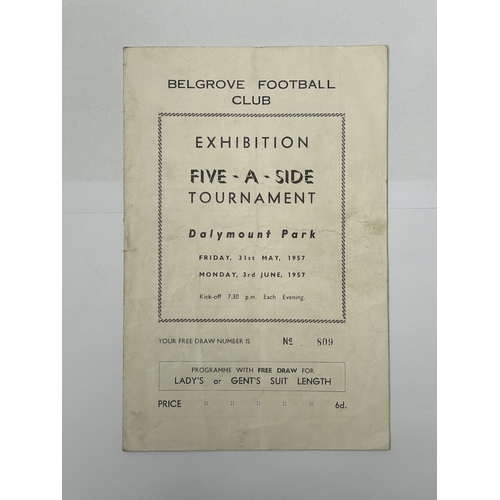 BELGROVE FOOTBALL
CLUB
EXHIBITION
FIVE - A - SIDE
TOURNAMENT
Dalymount Park
FRIDAY, 31st MAY, 1957
MONDAY, 3rd JUNE, 1957
Kick-off 7.30 p.m. Each Evening.
YOUR FREE DRAW NUMBER IS Nº 809
PROGRAMME WITH FREE DRAW FOR
LADY'S or GENT'S SUIT LENGTH
PRICE :: :: :: :: :: 6d.